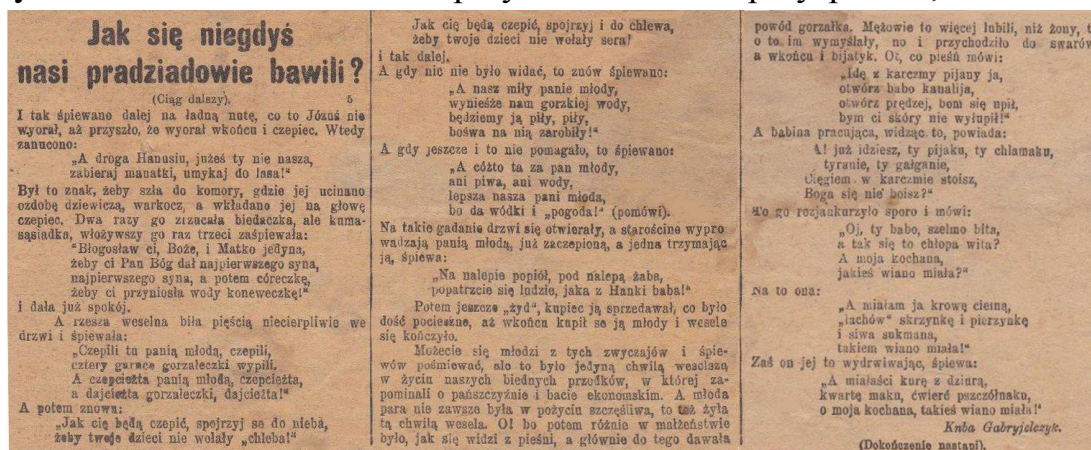 Jak się niegdyś
nasi pradziadowie bawili?
(Ciąg dalszy). 5
I tak śpiewano dalej na ładną nutę, co to Józuś nie
wyorał, aż przyszło, że wyorał wkońcu i czepiec. Wtedy
zanucono:
„A droga Hanusiu, jużeś ty nie nasza,
zabieraj manatki, umykaj do lasa!"
Był to znak, żeby szła do komory, gdzie jej ucinano
ozdobę dziewiczą, warkocz, a wkładano jej na głowę
czepiec. Dwa razy go zrzucała biedaczka, ale kuma-
sąsiadka, włożywszy go raz trzeci zaśpiewała:
"Błogosław ci, Boże, i Matko jedyna,
żeby ci Pan Bóg dał najpierwszego syna,
najpierwszego syna, a potem córeczkę,
żeby ci przyniosła wody koneweczkę!"
i dała już spokój.
A rzesza weselna biła pięścią niecierpliwie we
drzwi i śpiewała:
„Czepili tu panią młodą, czepili,
cztery garnce gorzałeczki wypili.
A czepcieżta panią młodą, czepcieżta,
a dajcieżta gorzałeczki, dajcieżta!"
A potem znowu:
„Jak cię będą czepić, spojrzyj se do nieba,
żeby twoje dzieci nie wołały „chleba!"
Jak cię będą czepić, spojrzyj i do chlewa,
żeby twoje dzieci nie wołały sera!
i tak dalej.
A gdy nic nie było widać, to znów śpiewano:
„A nasz miły panie młody,
wynieśże nam gorzkiej wody,
będziemy ją piły, piły,
bośwa na nią zarobiły!"
A gdy jeszcze i to nie pomagało, to śpiewano:
„A cóżto ta za pan młody,
ani piwa, ani wody,
lepsza nasza pani młoda,
bo da wódki i „pogoda!" (pomówi).
Na takie gadanie drzwi się otwierały, a starościne wypro
wadzają panią młodą, już zaczepioną, a jedna trzymając
ją, śpiewa:
„Na nalepie popiół, pod nalepą żaba,
popatrzcie się ludzie, jaka z Hanki baba!"
Potem jeszcze „żyd", kupiec ją sprzedawał, co było
dość pocieszne, aż wkońcu kupił se ją młody i wesele
się kończyło.
Możecie się młodzi z tych zwyczajów i śpie-
wów pośmiewać, ale to było jedyną chwilą weselszą
w życiu naszych biednych przodków, w której za-
pominali o pańszczyźnie i bacie ekonomskim. A młoda
para nie zawsze była w pożyciu szczęśliwa, to też żyła
tą chwilą wesela. O! bo potem różnie w małżeństwie
było, jak się widzi z pieśni, a głównie do tego dawała
powód gorzałka. Mężowie to więcej lubili, niż żony,
o to im wymyślały, no i przychodziło do swarów
a wkońcu i bijatyk. Ot, co pieśń mówi:
„Idę z karczmy pijany ja,
otwórz babo kanalija,
otwórz prędzej, bom się upił,
bym ci skóry nie wyłupił!"
A babina pracująca, widząc to, powiada:
A! już idziesz, ty pijaku, ty chlamaku,
tyranie, ty gałganie,
Cięgiem w karczmie stoisz,
Boga się nie boisz?"
To go rozjaukurzyło sporo i mówi:
„Oj, ty babo, szelmo bita,
a tak się to chłopa wita?
A moja kochana,
jakieś wiano miała?"
Na to ona:
„A miałam ja krowę cielną,
„łachów" skrzynkę i pierzynkę
i siwa sukmana,
takiem wiano miała!"
Zaś on jej to wydrwiwając, śpiewa:
„A miałaści kurę z dziurą,
kwartę maku, ćwierć pszczółnaku,
o moja kochana, takieś wiano miała!"
Kuba Gabryjelczyk.
(Dokończenie nastąpi).